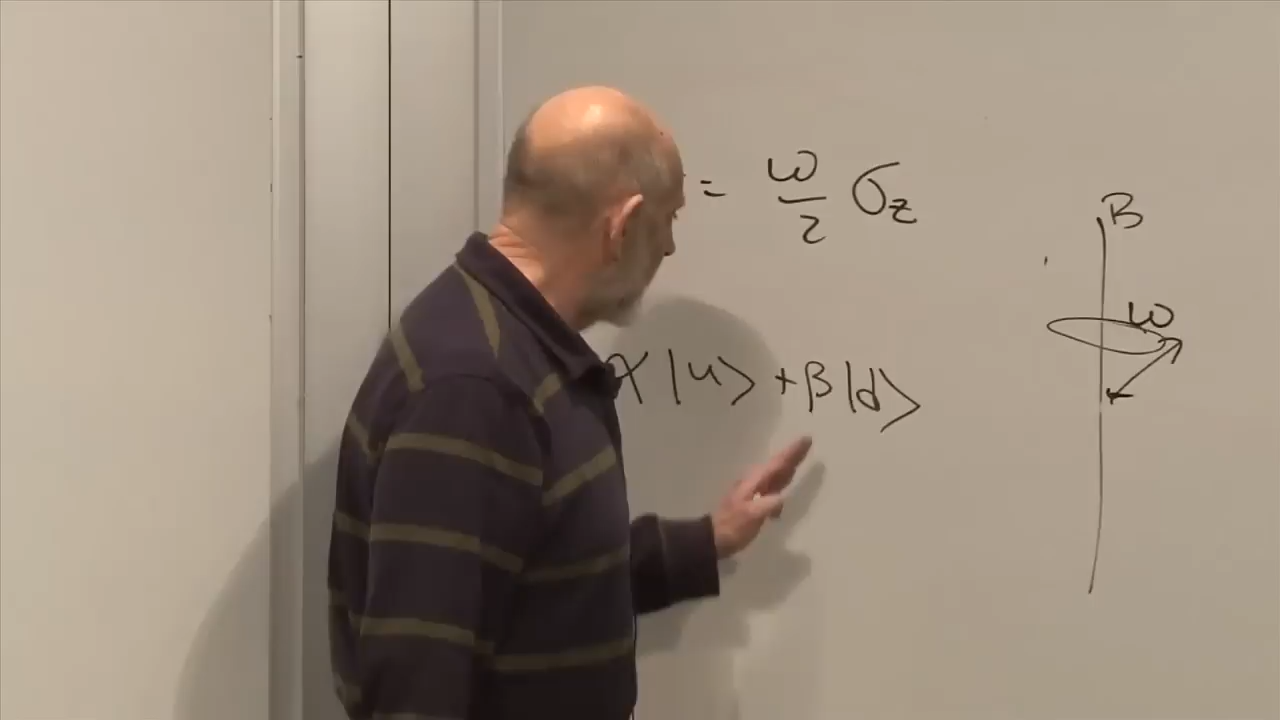 = ω/2 σz
B
ω
α |u> + β |d>